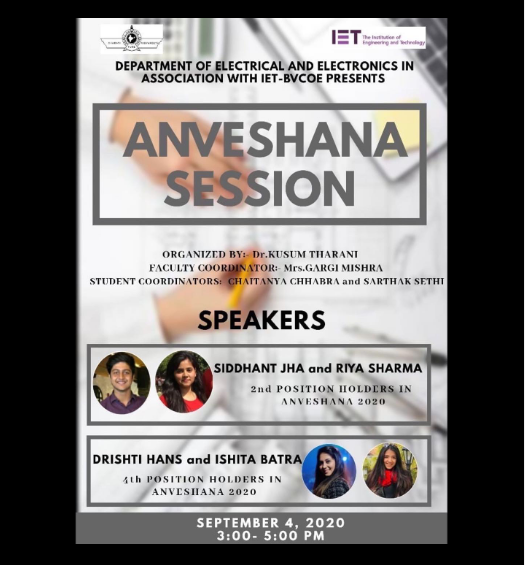 IET The Institution of
Engineering and Technology
DEPARTMENT OF ELECTRICAL AND ELECTRONICS IN
ASSOCIATION WITH IET-BVCOE PRESENTS
ANVESHANA
SESSION
ORGANIZED BY:- Dr.KUSUM THARANI
FACULTY COORDINATOR:- Mrs.GARGI MISHRA
STUDENT COORDINATORS: CHAITANYA CHHABRA and SARTHAK SETHI
SPEAKERS
SIDDHANT JHA and RIYA SHARMA
2nd POSITION HOLDERS IN
ANVESHANA 2020
DRISHTI HANS and ISHITA BATRA
4th POSITION HOLDERS IN
ANVESHANA 2020
SEPTEMBER 4, 2020
3:00- 5:00 PM